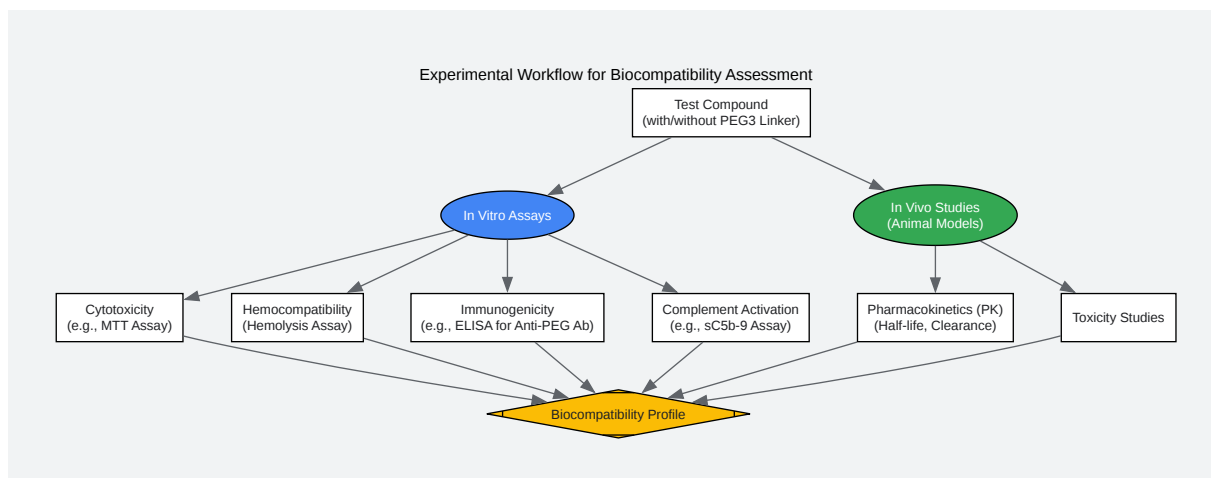 Experimental Workflow for Biocompatibility Assessment
Test Compound
(with/without PEG3 Linker)
In Vitro Assays
In Vivo Studies
(Animal Models)
Cytotoxicity
(e.g., MTT Assay)
Hemocompatibility
(Hemolysis Assay)
Immunogenicity
(e.g., ELISA for Anti-PEG Ab)
Complement Activation
(e.g., sC5b-9 Assay)
Pharmacokinetics (PK)
(Half-life, Clearance)
Toxicity Studies
Biocompatibility Profile